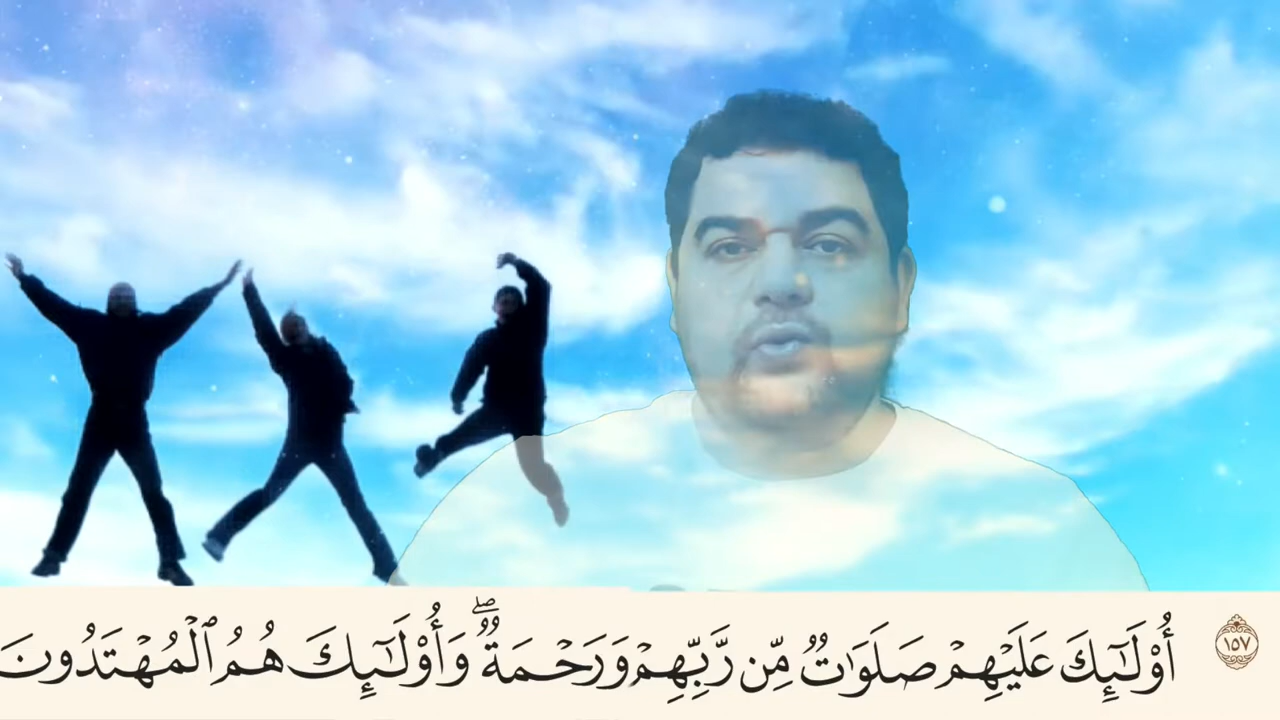 ١٥٧ أُوْلَـٰٓئِكَ عَلَيْهِمْ صَلَوَٰتٌ مِّن رَّبِّهِمْ وَرَحْمَةٌ ۖ وَأُوْلَـٰٓئِكَ هُمُ ٱلْمُهْتَدُونَ